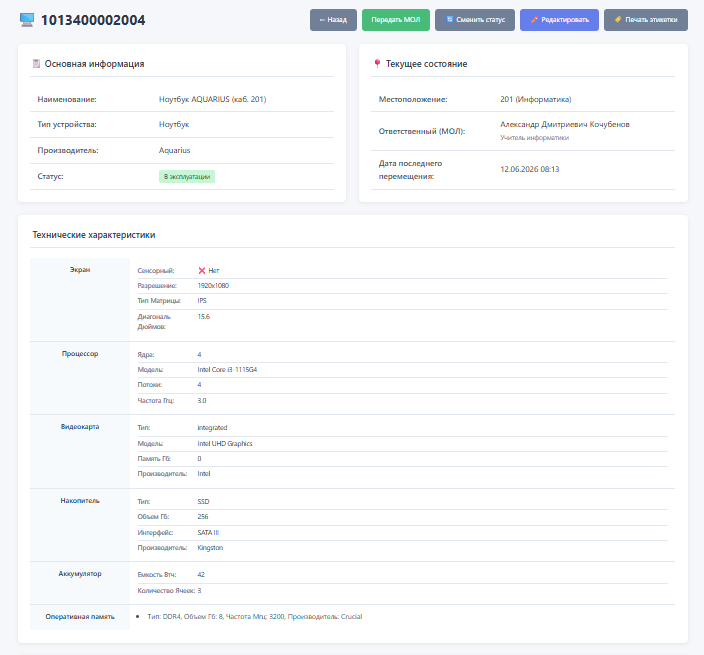 1013400002004
← Назад
Передать МОЛ
Сменить статус
Редактировать
Печать этикетки
Основная информация
Наименование: Ноутбук AQUARIUS (каб. 201)
Тип устройства: Ноутбук
Производитель: Aquarius
Статус: В эксплуатации
Текущее состояние
Местоположение: 201 (Информатика)
Ответственный (МОЛ): Александр Дмитриевич Кочубенов
Учитель информатики
Дата последнего
перемещения: 12.06.2026 08:13
Технические характеристики
Экран
Сенсорный: ❌ Нет
Разрешение: 1920x1080
Тип Матрицы: IPS
Диагональ
Дюймов: 15.6
Процессор
Ядра: 4
Модель: Intel Core i3-1115G4
Потоки: 4
Частота Ггц: 3.0
Видеокарта
Тип: integrated
Модель: Intel UHD Graphics
Память Гб: 0
Производитель: Intel
Накопитель
Тип: SSD
Объем Гб: 256
Интерфейс: SATA III
Производитель: Kingston
Аккумулятор
Емкость Втч: 42
Количество Ячеек: 3
Оперативная память
• Тип: DDR4, Объем Гб: 8, Частота Мгц: 3200, Производитель: Crucial